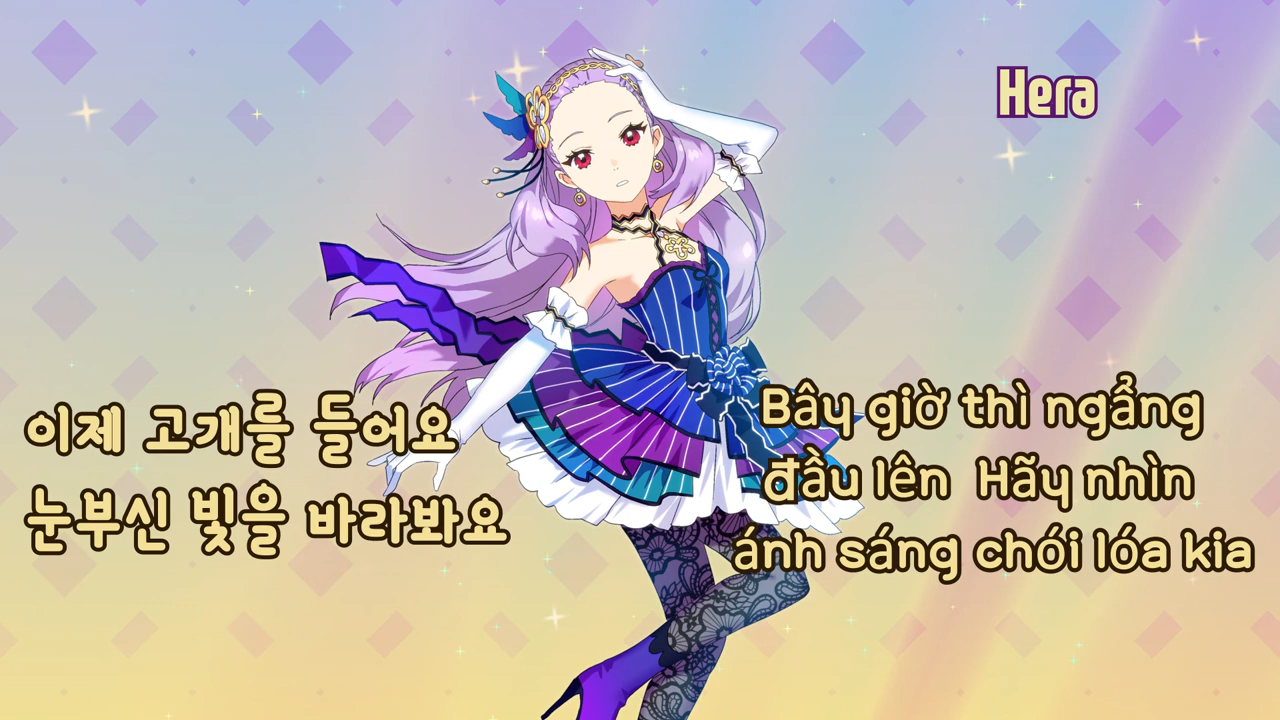 Hera
이제 고개를 들어요
눈부신 빛을 바라봐요
Bây giờ thì ngẩng
đầu lên Hãy nhìn
ánh sáng chói lóa kia